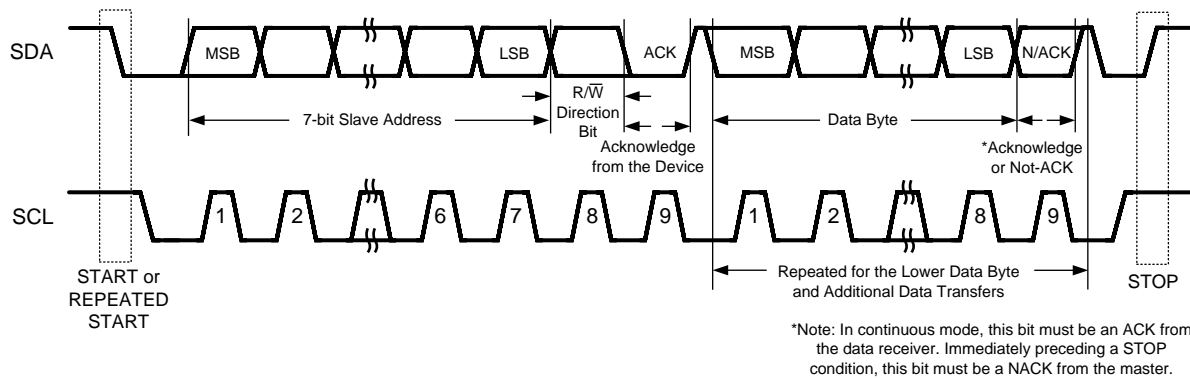 SDA
MSB
LSB
ACK
MSB
LSB
N/ACK
R/W̅
Direction
Bit
7-bit Slave Address
Acknowledge
from the Device
Data Byte
*Acknowledge
or Not-ACK
SCL
1
2
6
7
8
9
1
2
8
9
START or
REPEATED
START
Repeated for the Lower Data Byte
and Additional Data Transfers
STOP
*Note: In continuous mode, this bit must be an ACK from
the data receiver. Immediately preceding a STOP
condition, this bit must be a NACK from the master.